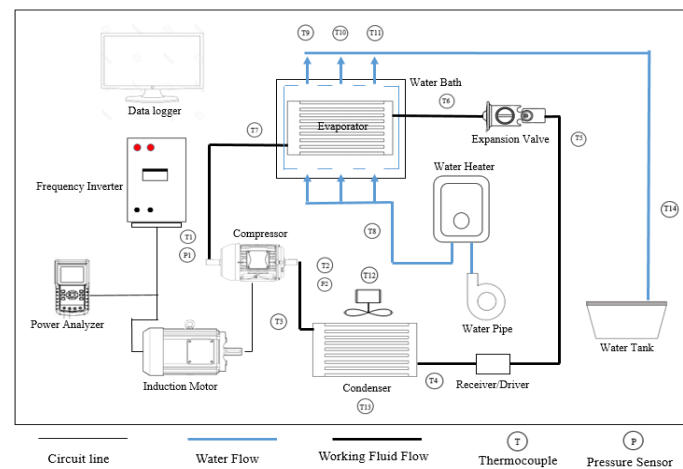 T9
T10
T11
Water Bath
T6
Data logger
Evaporator
Expansion Valve
T5
T7
Water Heater
Frequency Inverter
T14
T1
Compressor
T8
P1
T2
T12
P2
T3
Power Analyzer
Water Pipe
Water Tank
T4
Induction Motor
Condenser
Receiver/Driver
T13
T
P
Circuit line
Water Flow
Working Fluid Flow
Thermocouple
Pressure Sensor